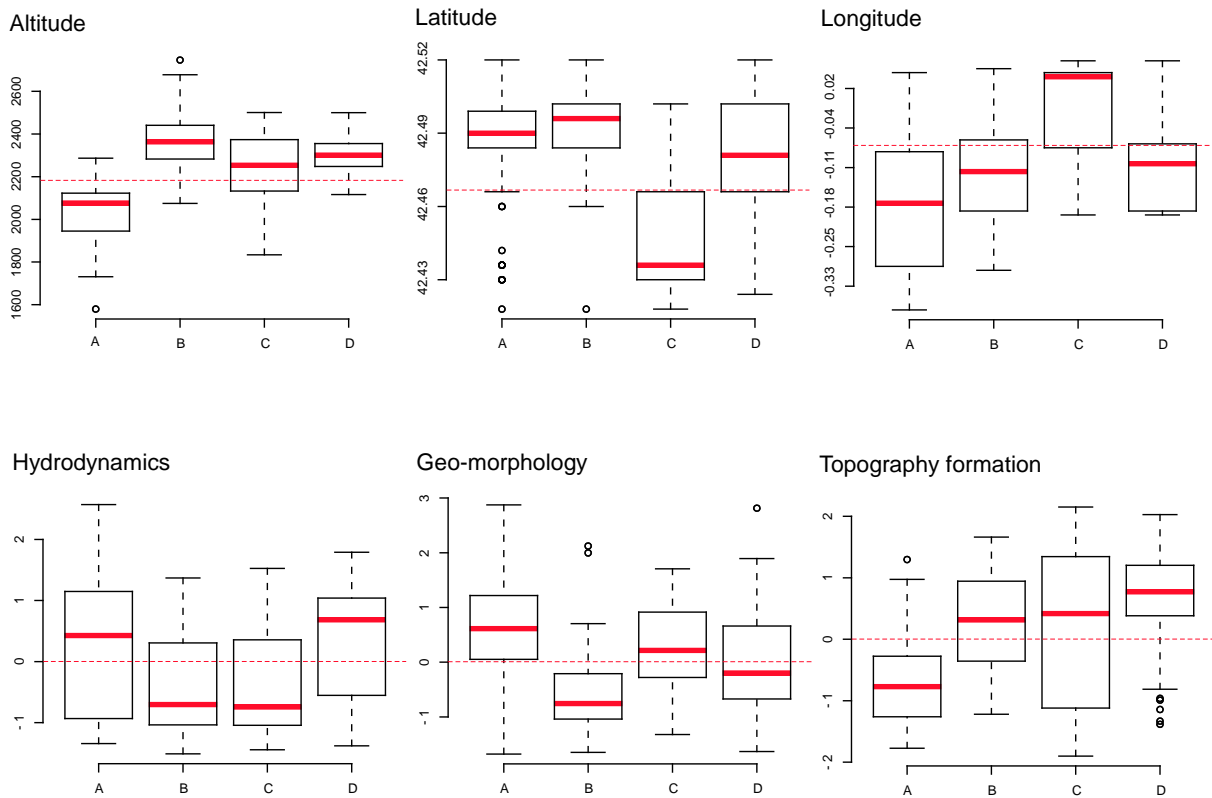 Altitude
Latitude
Longitude
2600
2400
2200
2000
1800
1600
A B C D
42.52
42.49
42.46
42.43
A B C D
0.02
-0.04
-0.11
-0.18
-0.25
-0.33
A B C D
Hydrodynamics
Geo-morphology
Topography formation
2
1
0
-1
A B C D
3
2
1
0
-1
A B C D
2
1
0
-1
-2
A B C D